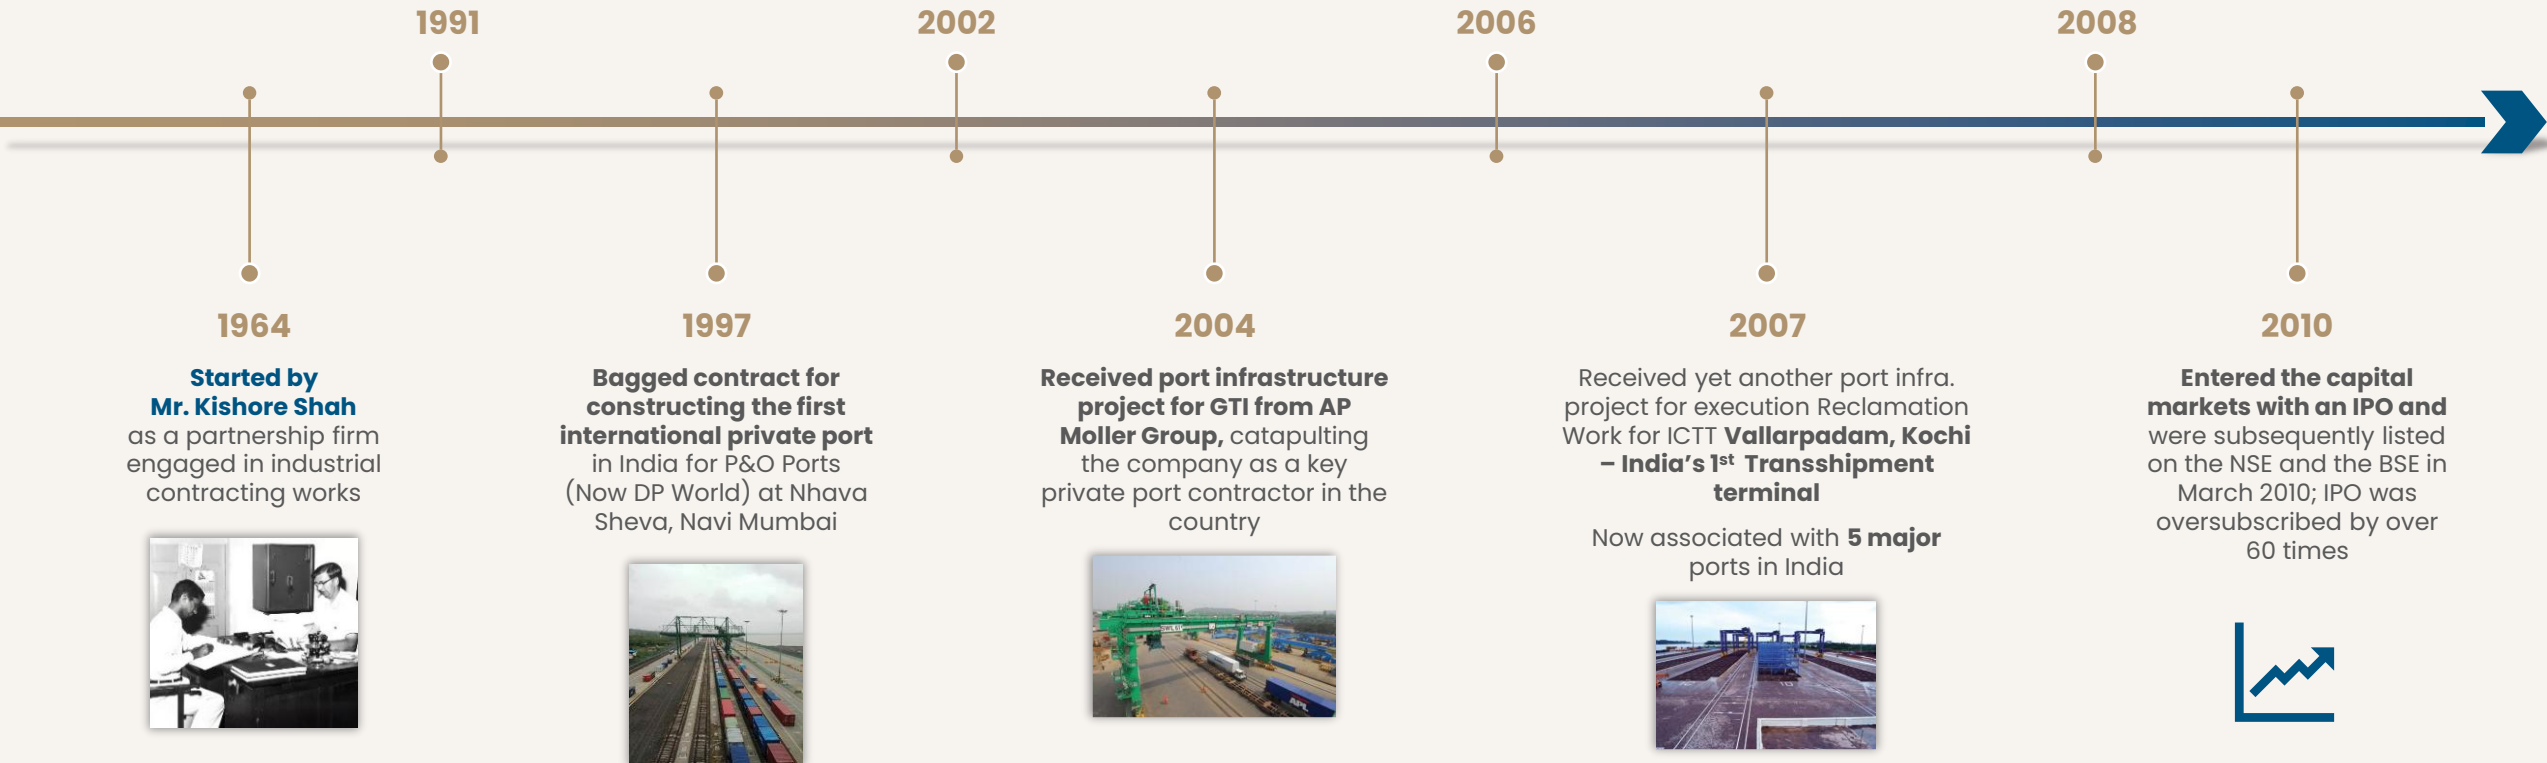 1991
2002
2006
2008
1964
Started by
Mr. Kishore Shah
as a partnership firm
engaged in industrial
contracting works
1997
Bagged contract for
constructing the first
international private port
in India for P&O Ports
(Now DP World) at Nhava
Sheva, Navi Mumbai
2004
Received port infrastructure
project for GTI from AP
Moller Group, catapulting
the company as a key
private port contractor in the
country
APL
2007
Received yet another port infra.
project for execution Reclamation
Work for ICTT Vallarpadam, Kochi
– India’s 1st Transshipment
terminal
Now associated with 5 major
ports in India
2010
Entered the capital
markets with an IPO and
were subsequently listed
on the NSE and the BSE in
March 2010; IPO was
oversubscribed by over
60 times